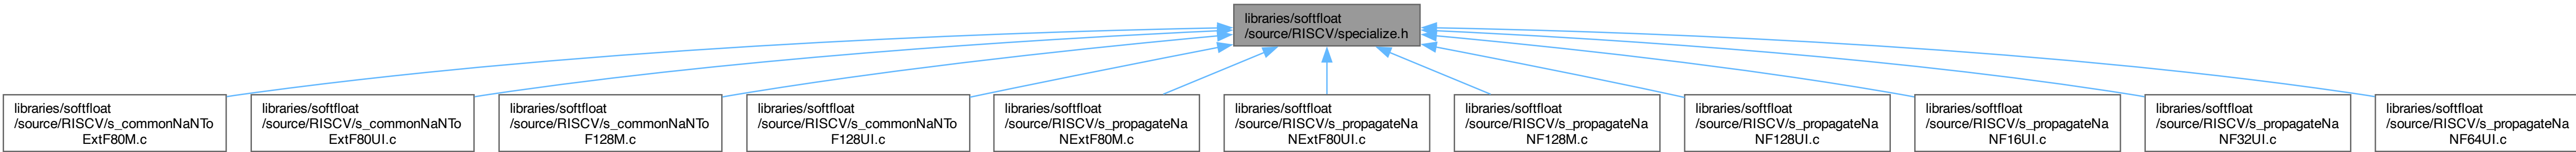 libraries/softfloat
/source/RISCV/specialize.h
libraries/softfloat
/source/RISCV/s_commonNaNTo
ExtF80M.c
libraries/softfloat
/source/RISCV/s_commonNaNTo
ExtF80UI.c
libraries/softfloat
/source/RISCV/s_commonNaNTo
F128M.c
libraries/softfloat
/source/RISCV/s_commonNaNTo
F128UI.c
libraries/softfloat
/source/RISCV/s_propagateNa
NExtF80M.c
libraries/softfloat
/source/RISCV/s_propagateNa
NExtF80UI.c
libraries/softfloat
/source/RISCV/s_propagateNa
NF128M.c
libraries/softfloat
/source/RISCV/s_propagateNa
NF128UI.c
libraries/softfloat
/source/RISCV/s_propagateNa
NF16UI.c
libraries/softfloat
/source/RISCV/s_propagateNa
NF32UI.c
libraries/softfloat
/source/RISCV/s_propagateNa
NF64UI.c